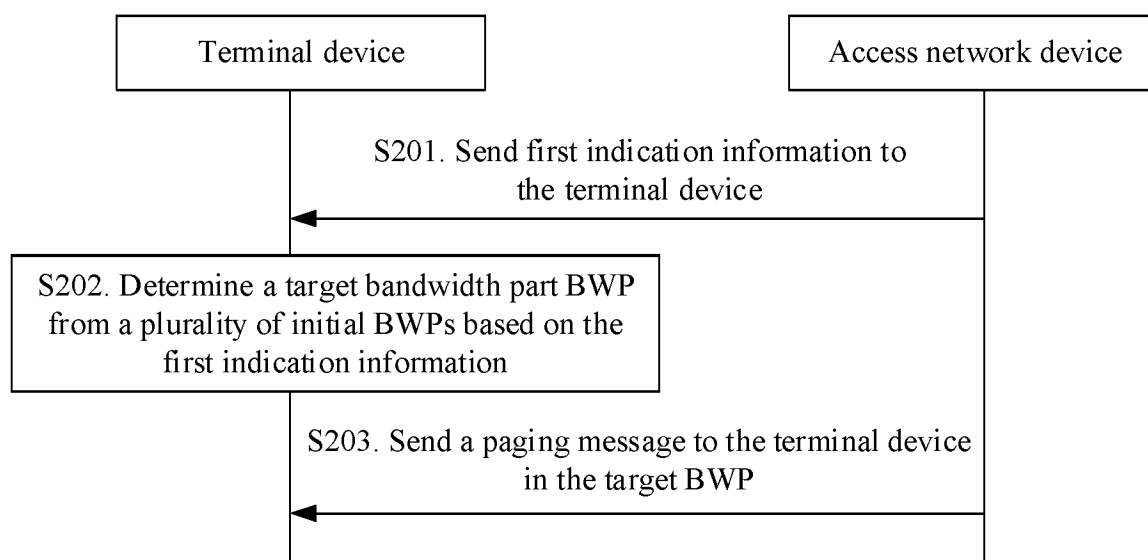 Terminal device
Access network device
S201. Send first indication information to
the terminal device
S202. Determine a target bandwidth part BWP
from a plurality of initial BWPs based on the
first indication information
S203. Send a paging message to the terminal device
in the target BWP